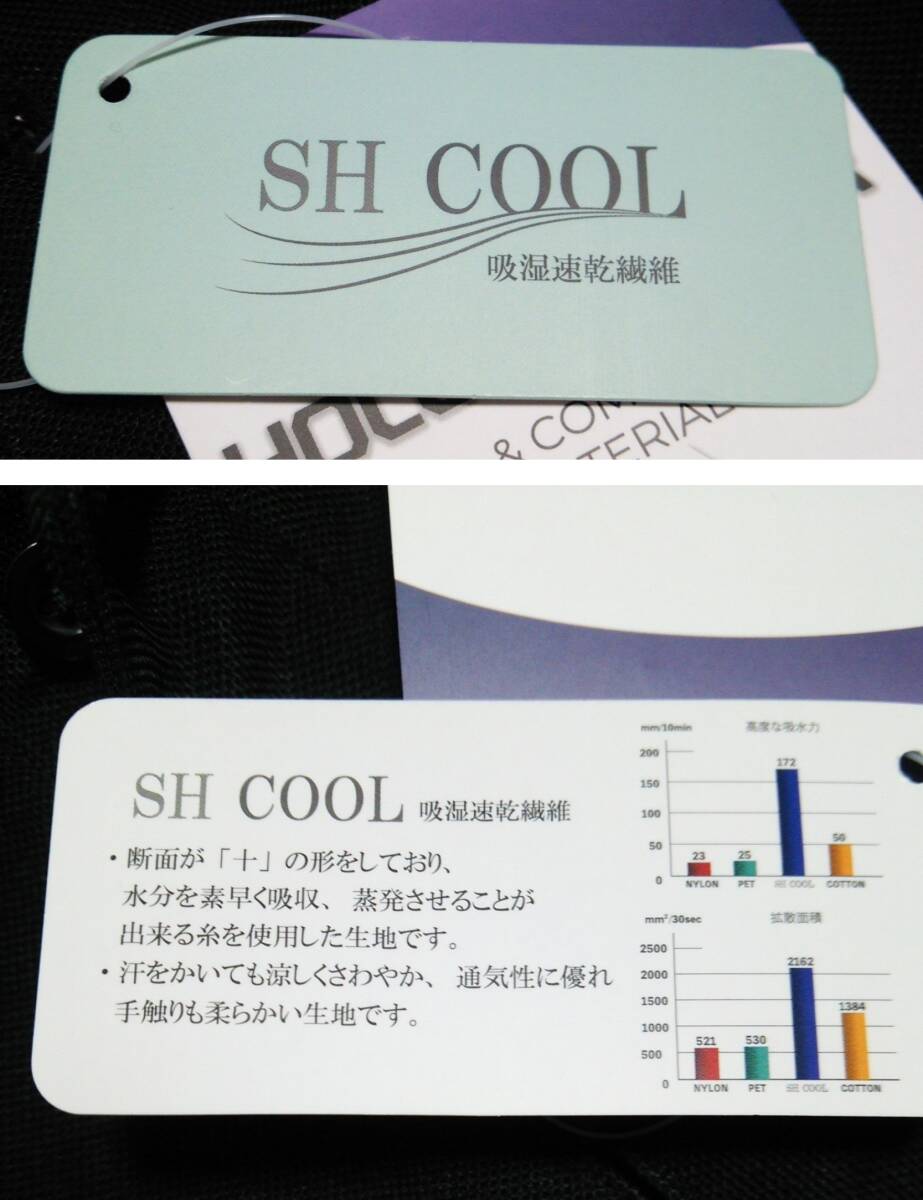 SH COOL
吸湿速乾繊維
& COM
TERIAL
SH COOL 吸湿速乾繊維
・断面が「十」の形をしており、
水分を素早く吸収、蒸発させることが
出来る糸を使用した生地です。
・汗をかいても涼しくさわやか、通気性に優れ
手触りも柔らかい生地です。
mm/10min 高度な吸水力
200
150
100
50
0
23 25 172 50
NYLON PET SH COOL COTTON
mm²/30sec 拡散面積
2500
2000
1500
1000
500
0
521 530 2162 1384
NYLON PET SH COOL COTTON